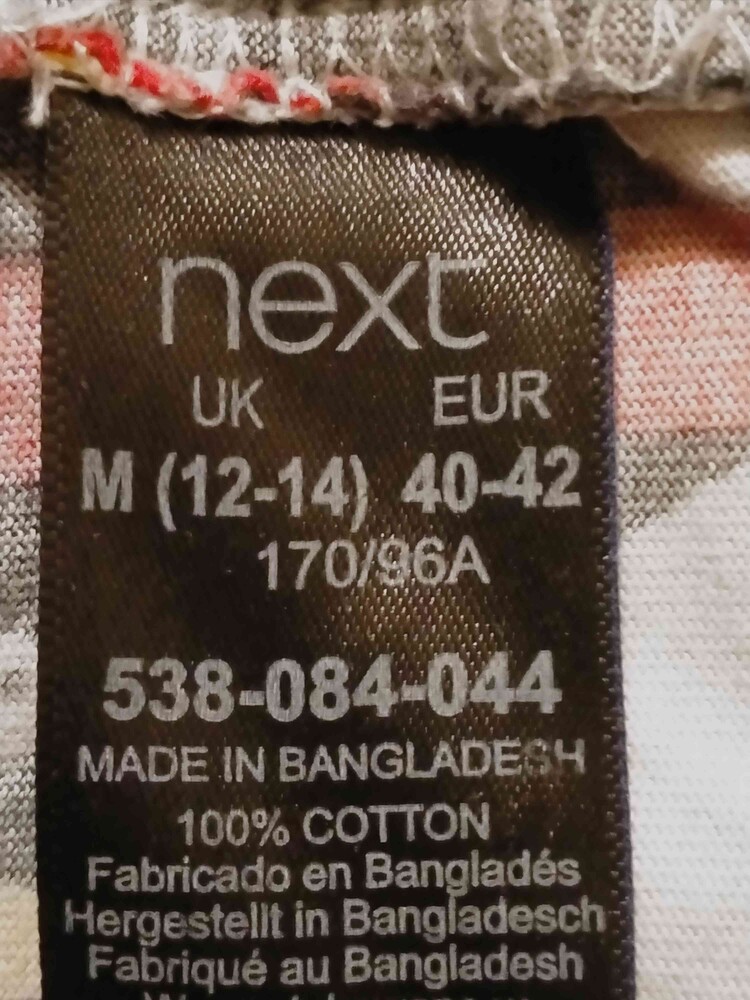 next
UK EUR
M (12-14) 40-42
170/96A
538-084-044
MADE IN BANGLADESH
100% COTTON
Fabricado en Bangladés
Hergestellt in Bangladesch
Fabriqué au Bangladesh